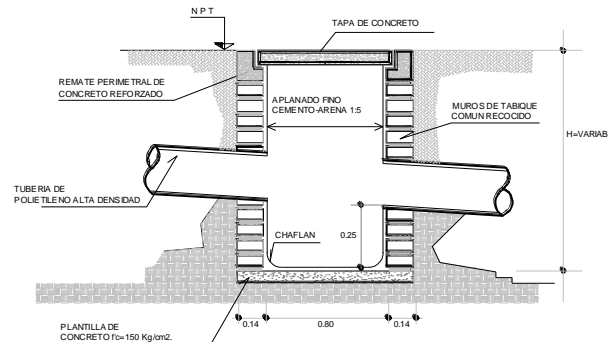 N P T
TAPA DE CONCRETO
REMATE PERIMETRAL DE
CONCRETO REFORZADO
APLANADO FINO
CEMENTO-ARENA 1:5
MUROS DE TABIQUE
COMUN RECOCIDO
H=VARIAB
TUBERIA DE
POLIETILENO ALTA DENSIDAD
0.25
CHAFLAN
PLANTILLA DE
CONCRETO f'c=150 Kg/cm2.
0.14
0.80
0.14